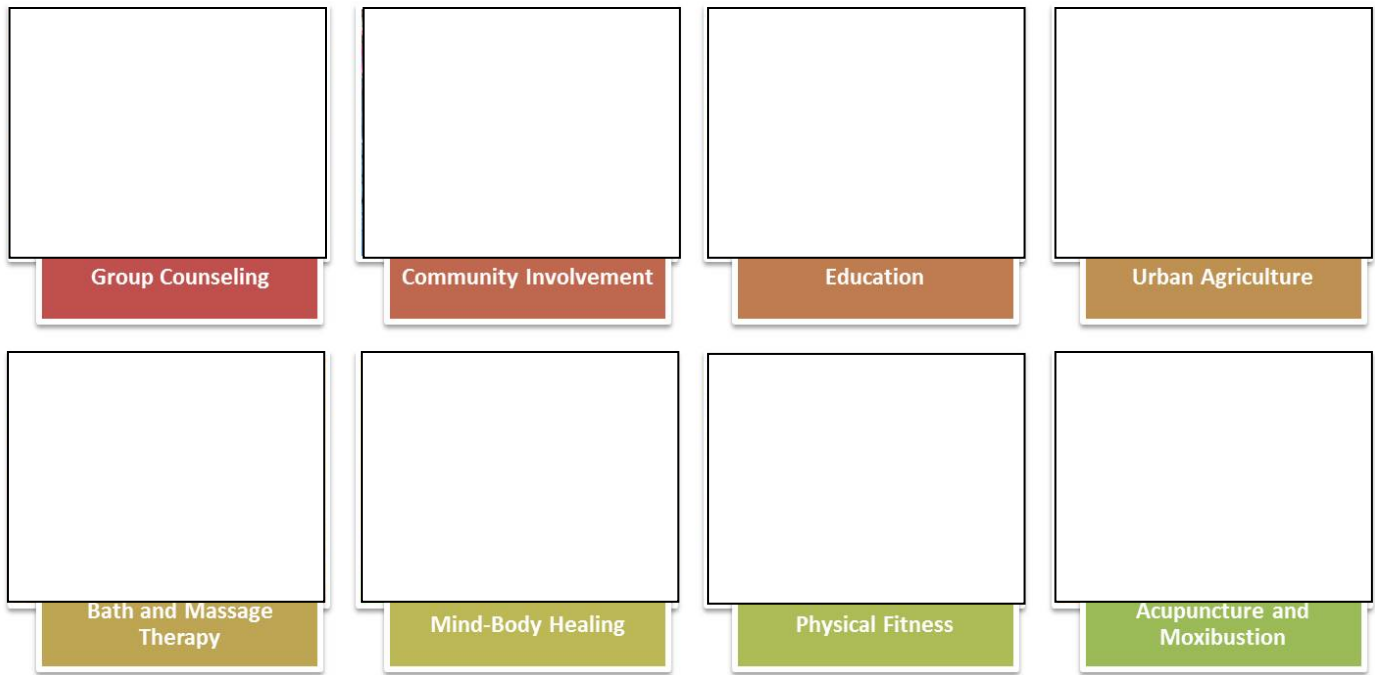 Group Counseling
Community Involvement
Education
Urban Agriculture
Bath and Massage
Therapy
Mind-Body Healing
Physical Fitness
Acupuncture and
Moxibustion